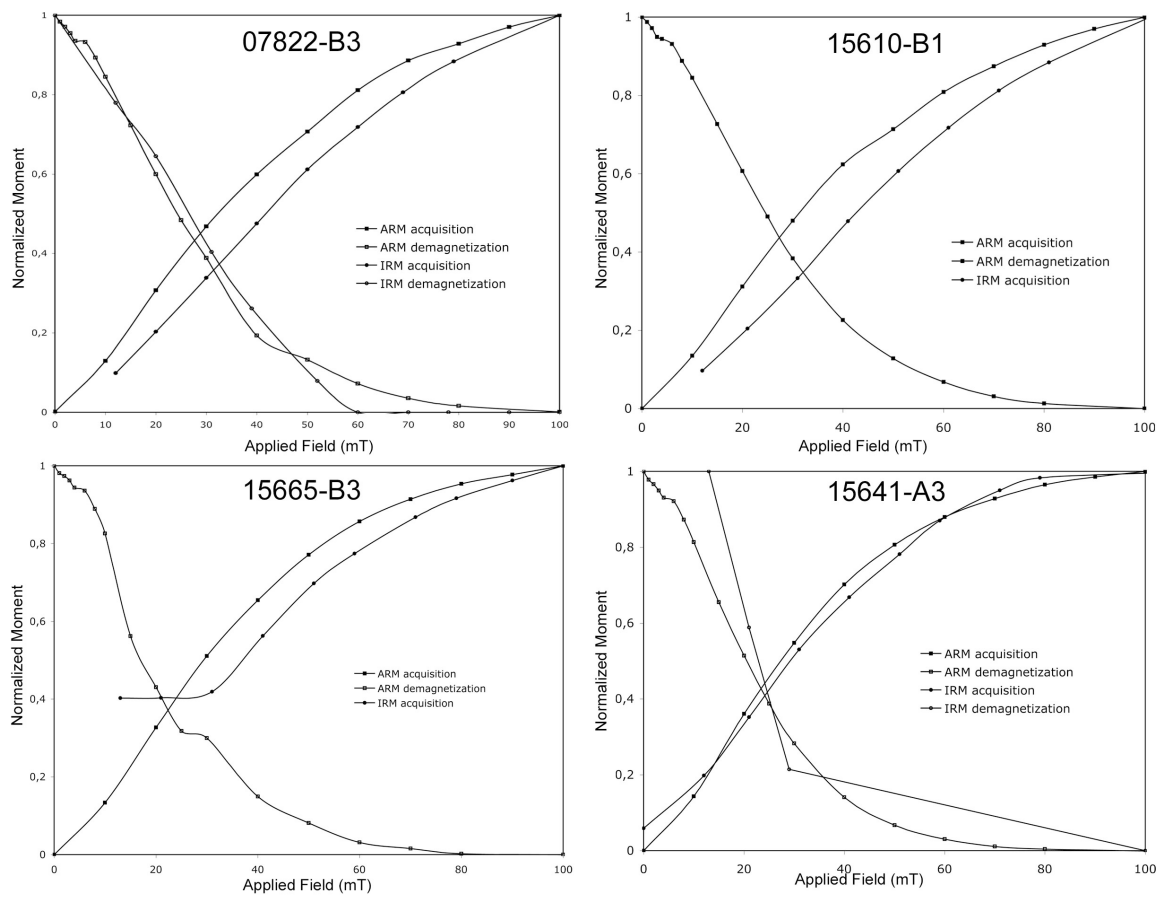 07822-B3
1
0,8
0,6
0,4
0,2
0
Normalized Moment
ARM acquisition
ARM demagnetization
IRM acquisition
IRM demagnetization
0 10 20 30 40 50 60 70 80 90 100
Applied Field (mT)
15610-B1
1
0,8
0,6
0,4
0,2
0
Normalized Moment
ARM acquisition
ARM demagnetization
IRM acquisition
0 20 40 60 80 100
Applied Field (mT)
15665-B3
1
0,8
0,6
0,4
0,2
0
Normalized Moment
ARM acquisition
ARM demagnetization
IRM acquisition
0 20 40 60 80 100
Applied Field (mT)
15641-A3
1
0,8
0,6
0,4
0,2
0
Normalized Moment
ARM acquisition
ARM demagnetization
IRM acquisition
IRM demagnetization
0 20 40 60 80 100
Applied Field (mT)